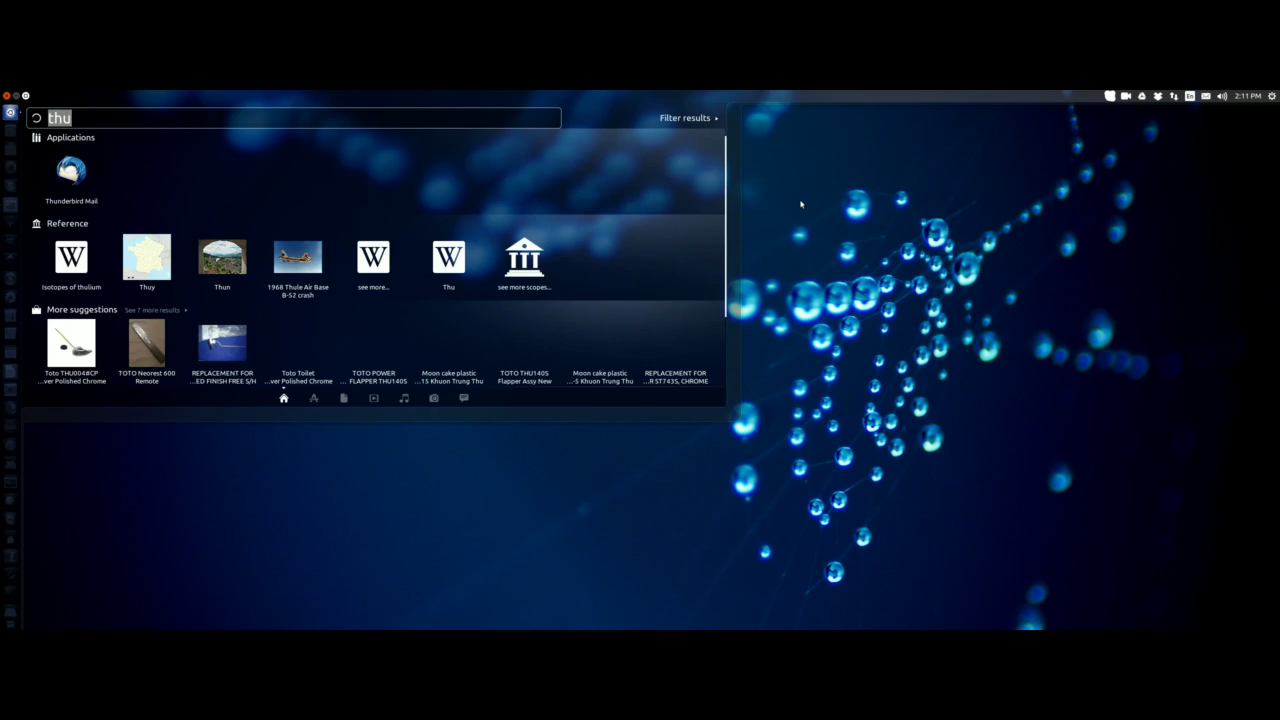 En
2:11 PM
thu
Filter results
Applications
Thunderbird Mail
Reference
W
W
W
Isotopes of thulium
Thuy
Thun
1968 Thule Air Base
B-52 crash
see more...
Thu
see more scopes...
More suggestions
See 7 more results
Toto THU004#CP
...ver Polished Chrome
TOTO Neorest 600
Remote
REPLACEMENT FOR
...ED FINISH FREE S/H
Toto Toilet
...ver Polished Chrome
TOTO POWER
... FLAPPER THU140S
Moon cake plastic
...15 Khuon Trung Thu
TOTO THU140S
Flapper Assy New
Moon cake plastic
...-5 Khuon Trung Thu
REPLACEMENT FOR
...R ST743S, CHROME